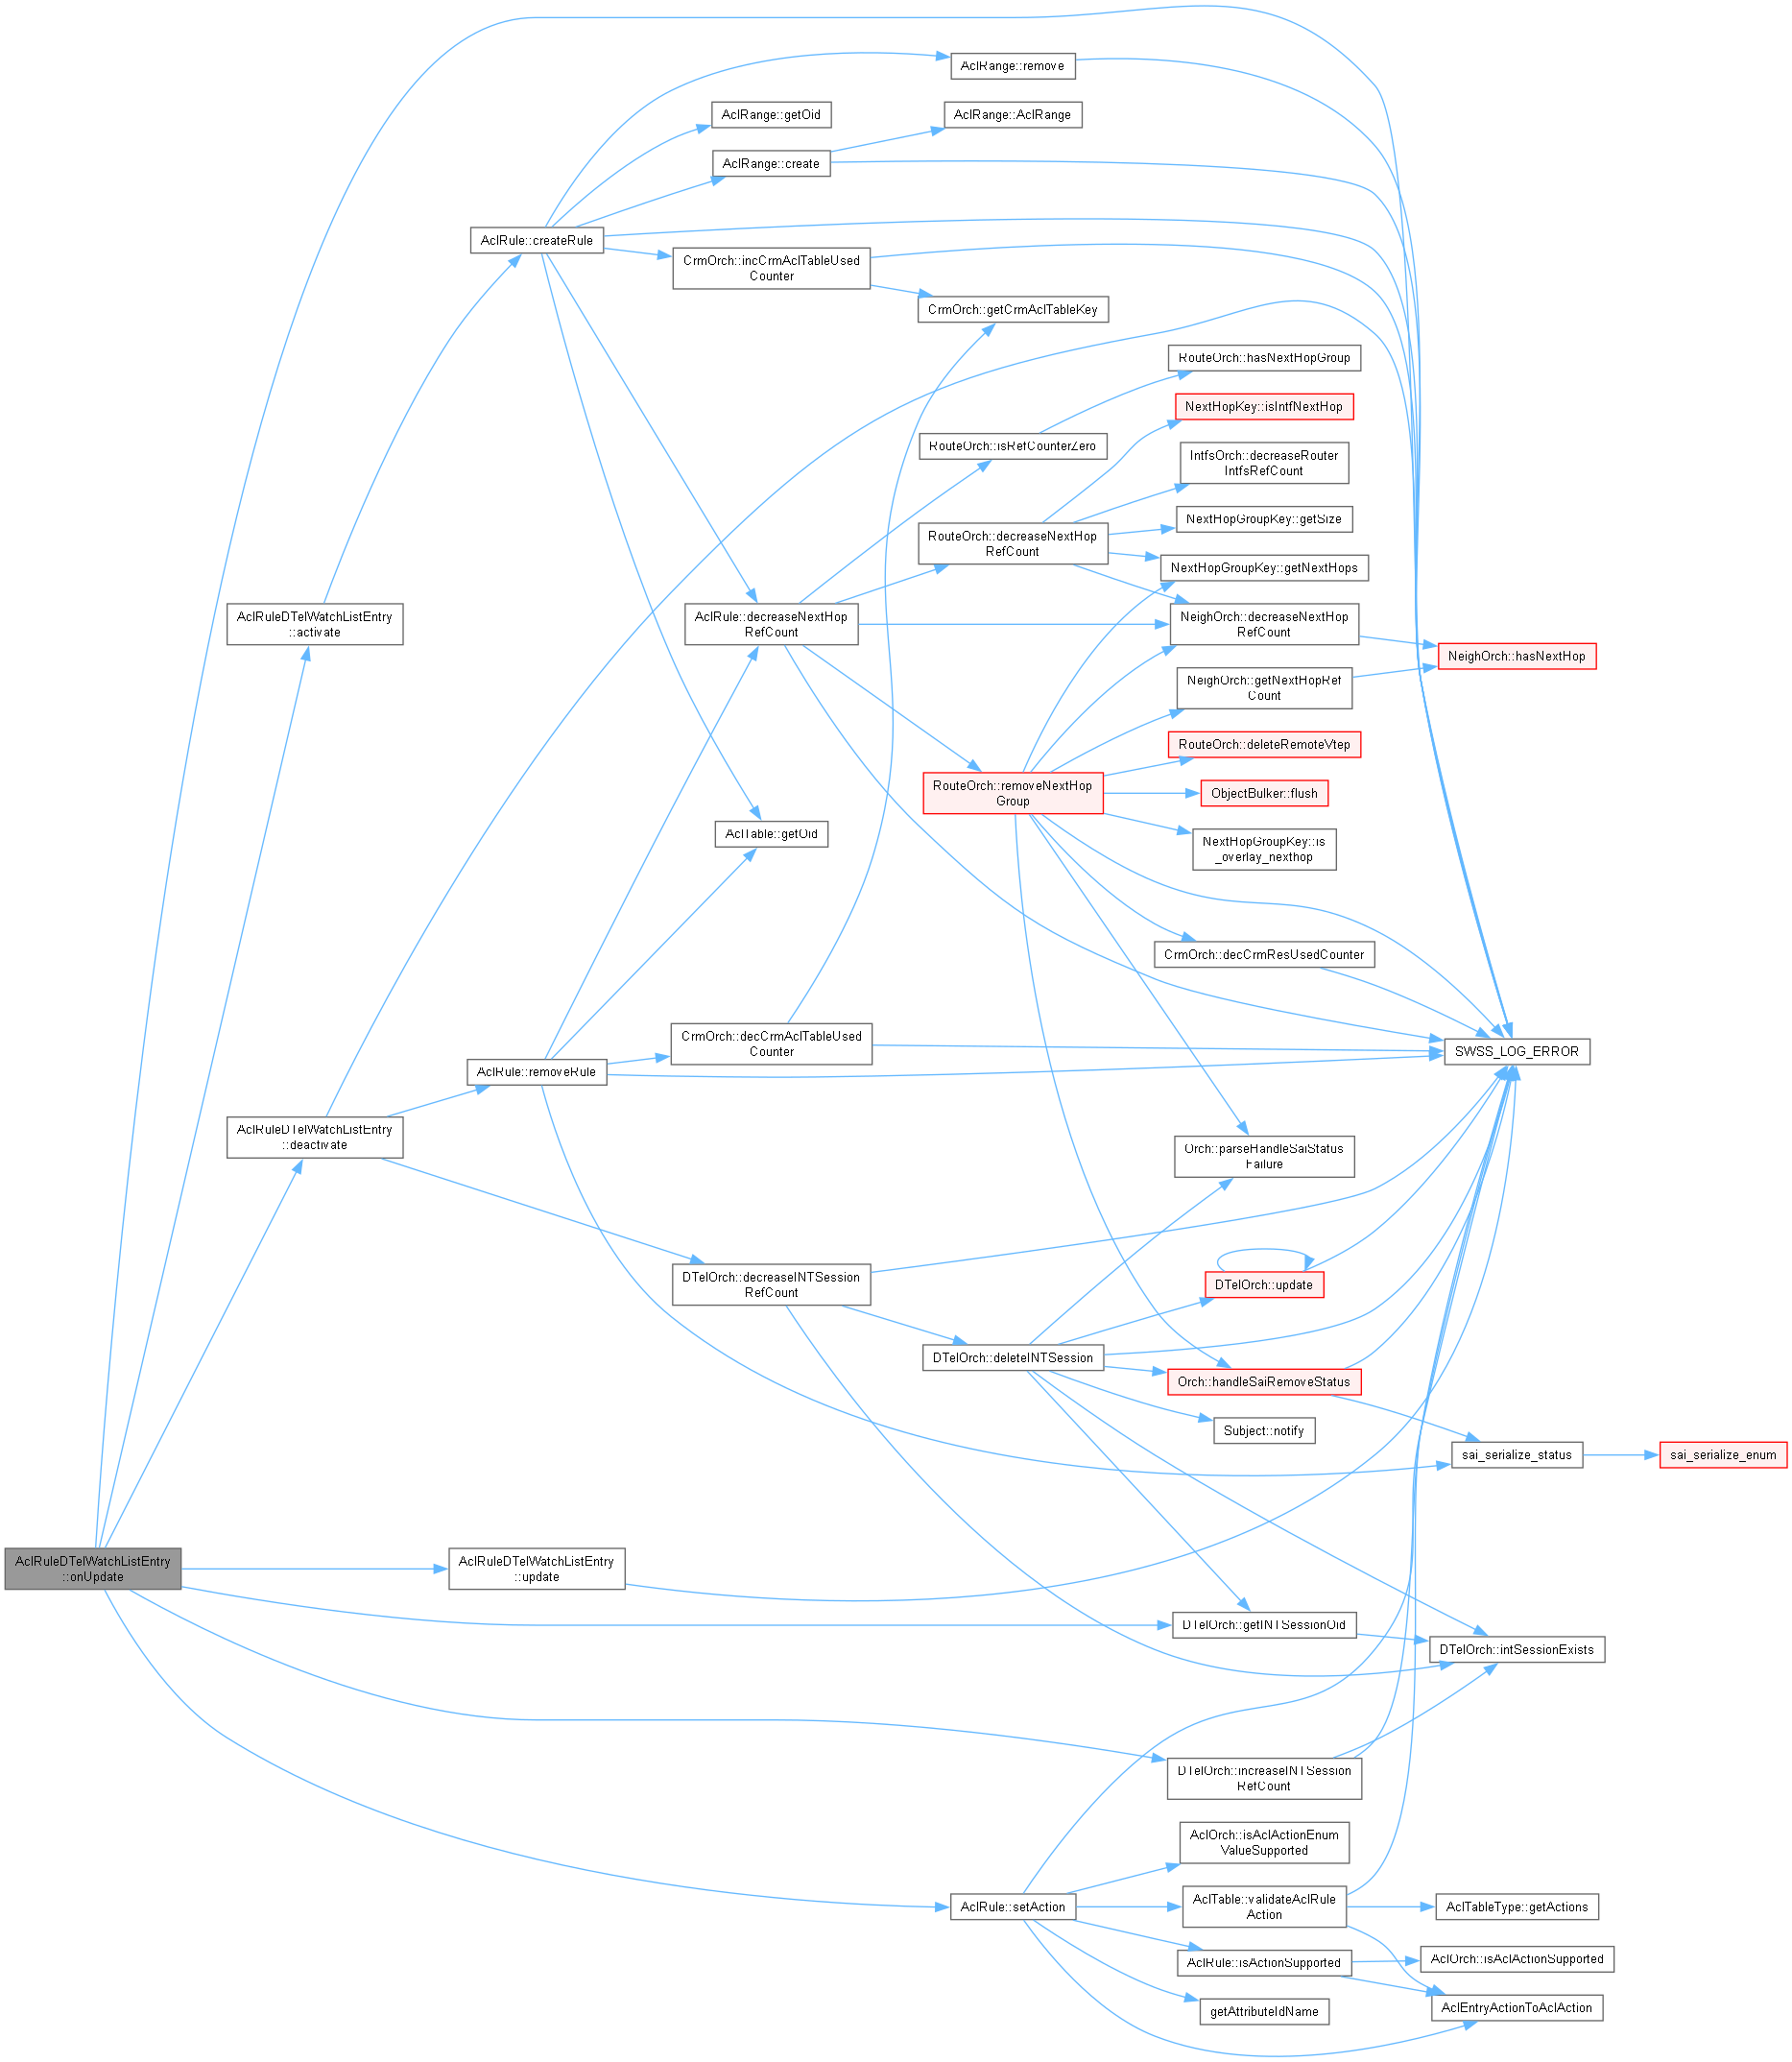 AclRange::remove
AclRange::getOid
AclRange::AclRange
AclRange::create
AclRule::createRule
CrmOrch::incCrmAclTableUsed
Counter
CrmOrch::getCrmAclTableKey
RouteOrch::hasNextHopGroup
NextHopKey::isIntfNextHop
RouteOrch::isRefCounterZero
IntfsOrch::decreaseRouter
IntfsRefCount
NextHopGroupKey::getSize
RouteOrch::decreaseNextHop
RefCount
NextHopGroupKey::getNextHops
AclRuleDTelWatchListEntry
::activate
AclRule::decreaseNextHop
RefCount
NeighOrch::decreaseNextHop
RefCount
NeighOrch::hasNextHop
NeighOrch::getNextHopRef
Count
RouteOrch::deleteRemoteVtep
RouteOrch::removeNextHop
Group
ObjectBulker::flush
AclTable::getOid
NextHopGroupKey::is
_overlay_nexthop
CrmOrch::decCrmResUsedCounter
CrmOrch::decCrmAclTableUsed
Counter
SWSS_LOG_ERROR
AclRule::removeRule
AclRuleDTelWatchListEntry
::deactivate
Orch::parseHandleSaiStatus
Failure
DTelOrch::decreaseINTSession
RefCount
DTelOrch::update
DTelOrch::deleteINTSession
Orch::handleSaiRemoveStatus
Subject::notify
sai_serialize_status
sai_serialize_enum
AclRuleDTelWatchListEntry
::onUpdate
AclRuleDTelWatchListEntry
::update
DTelOrch::getINTSessionOid
DTelOrch::intSessionExists
DTelOrch::increaseINTSession
RefCount
AclOrch::isAclActionEnum
ValueSupported
AclRule::setAction
AclTable::validateAclRule
Action
AclTableType::getActions
AclRule::isActionSupported
AclOrch::isAclActionSupported
getAttributeIdName
AclEntryActionToAclAction